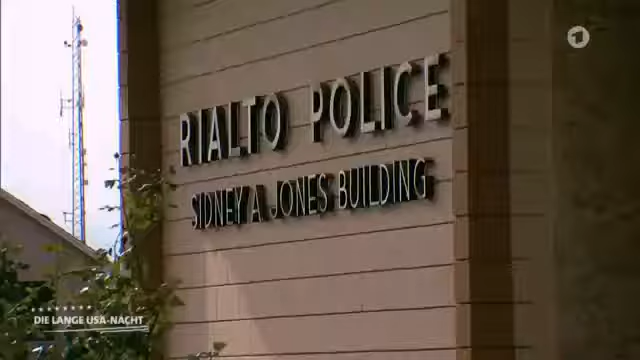 RIALTO POLICE
SIDNEY A. JONES BUILDING
DIE LANGE USA-NACHT